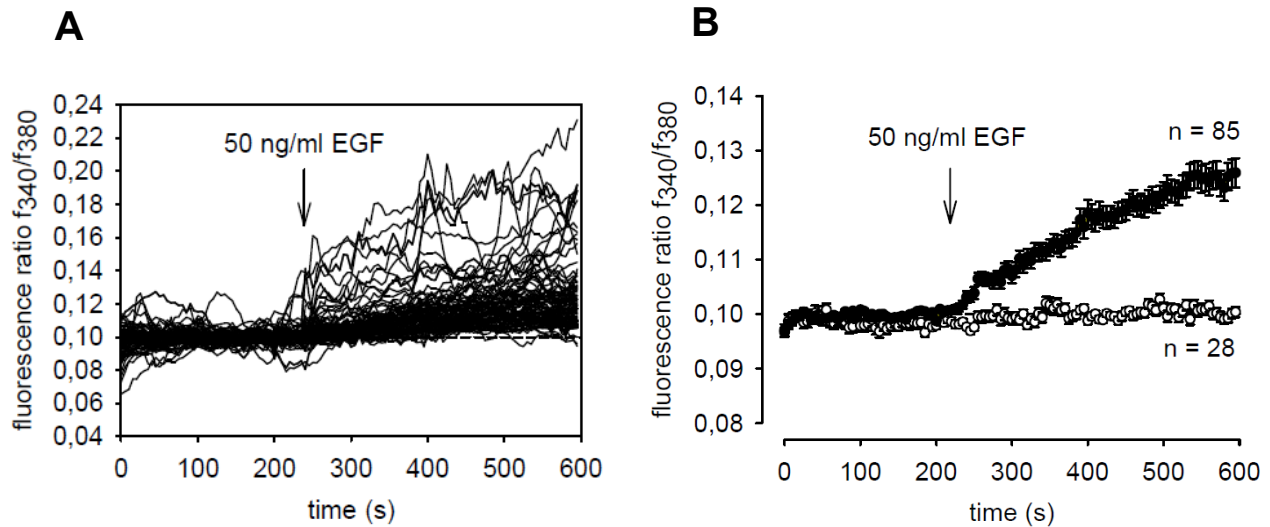 A
fluorescence ratio f340/f380
0,24
0,22
0,20
0,18
0,16
0,14
0,12
0,10
0,08
0,06
0,04
50 ng/ml EGF
0 100 200 300 400 500 600
time (s)
B
fluorescence ratio f340/f380
0,14
0,13
0,12
0,11
0,10
0,09
0,08
50 ng/ml EGF
n = 85
n = 28
0 100 200 300 400 500 600
time (s)